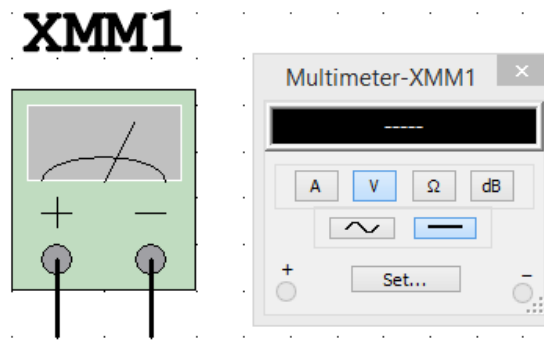 XMM1
Multimeter-XMM1 ×
-----
A V Ω dB
Set...
+ −
+ −